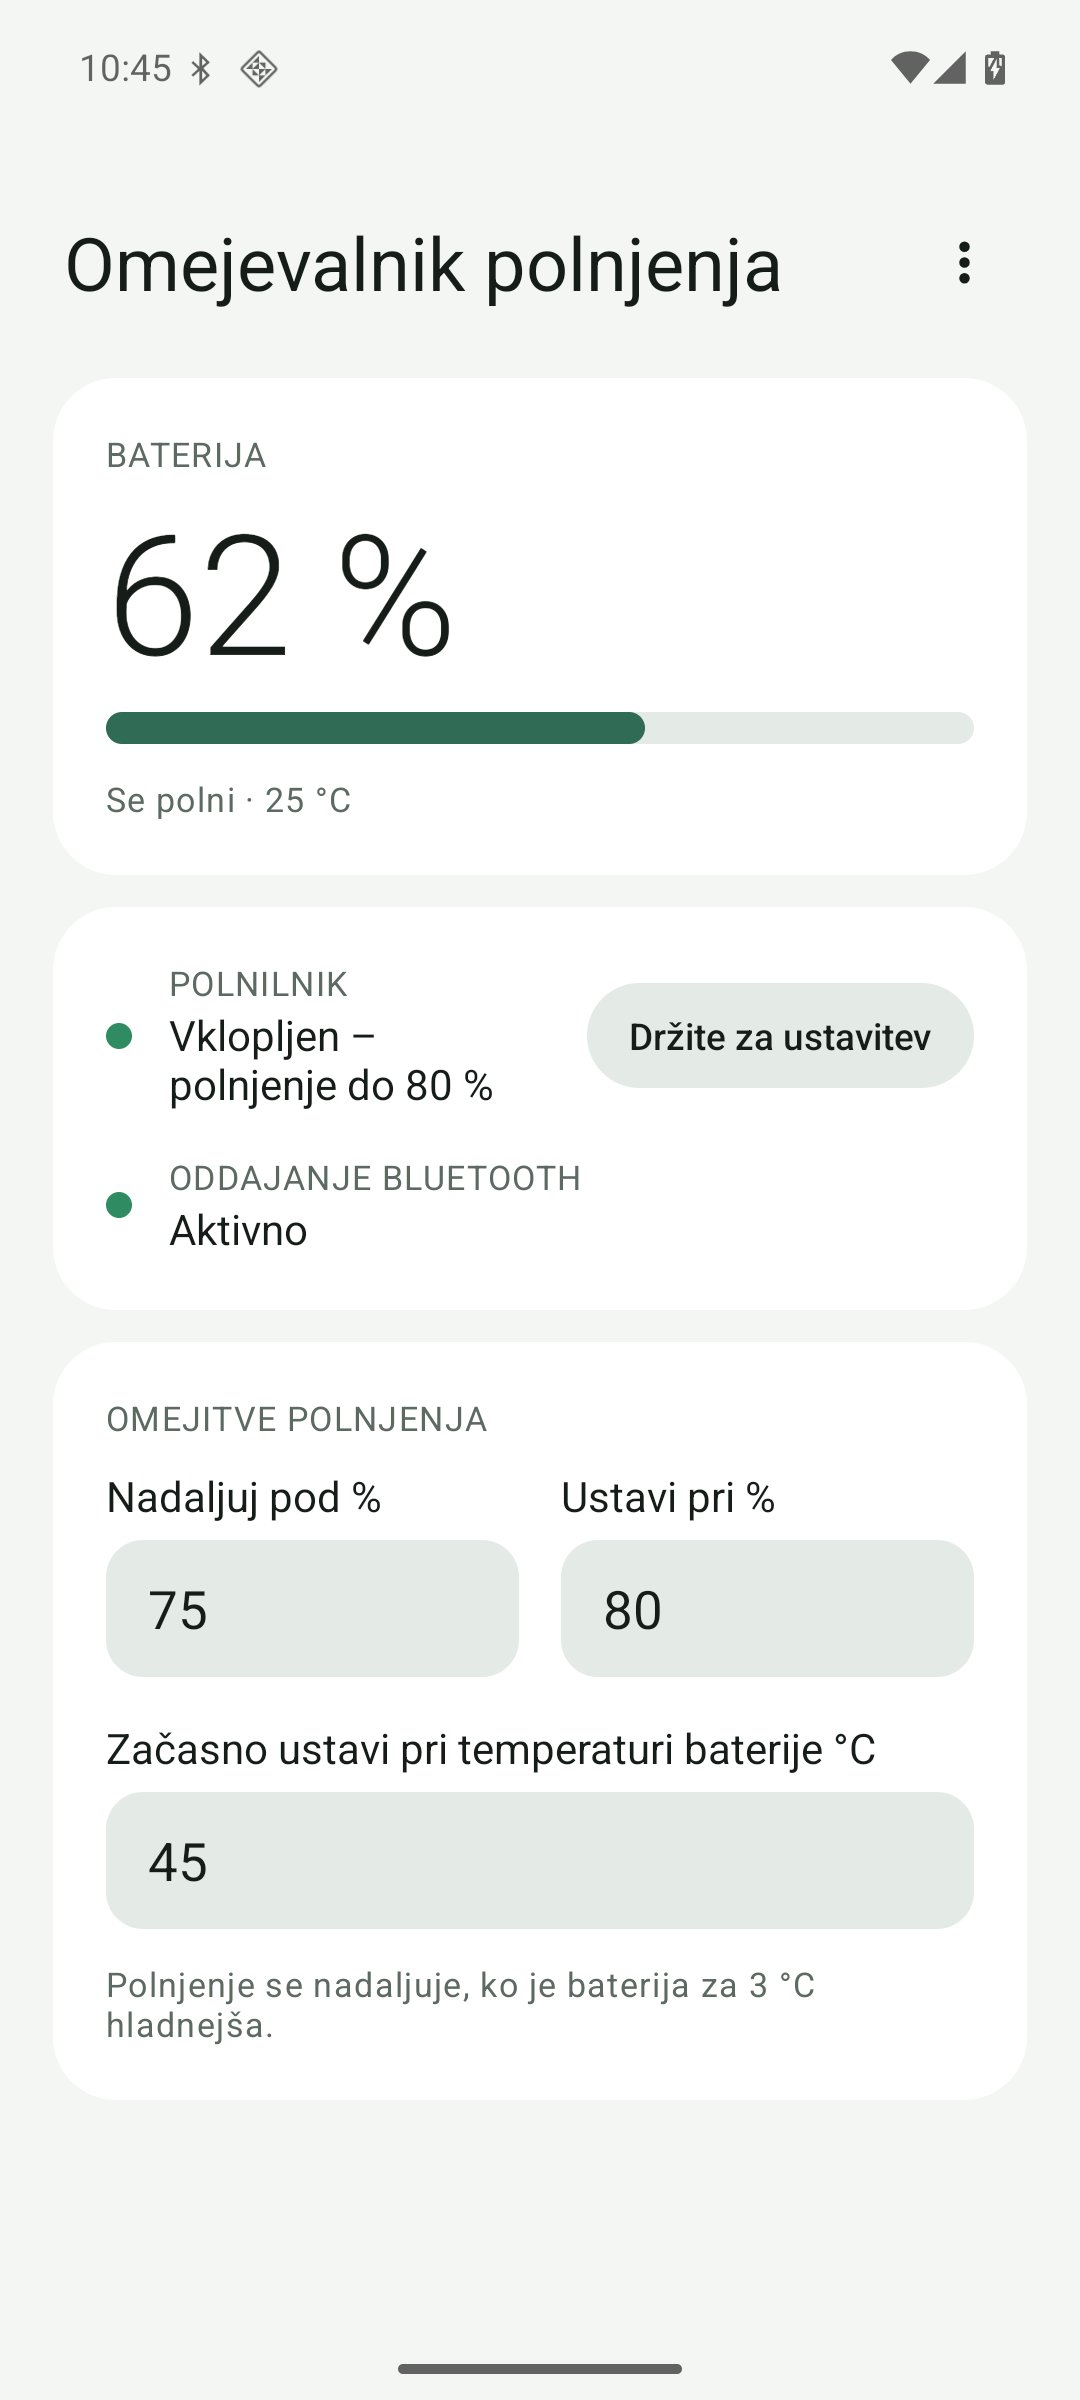 10:45
Omejevalnik polnjenja
BATERIJA
62 %
Se polni · 25 °C
POLNILNIK
Vklopljen –
polnjenje do 80 %
Držite za ustavitev
ODDAJANJE BLUETOOTH
Aktivno
OMEJITVE POLNJENJA
Nadaljuj pod %
Ustavi pri %
75
80
Začasno ustavi pri temperaturi baterije °C
45
Polnjenje se nadaljuje, ko je baterija za 3 °C
hladnejša.